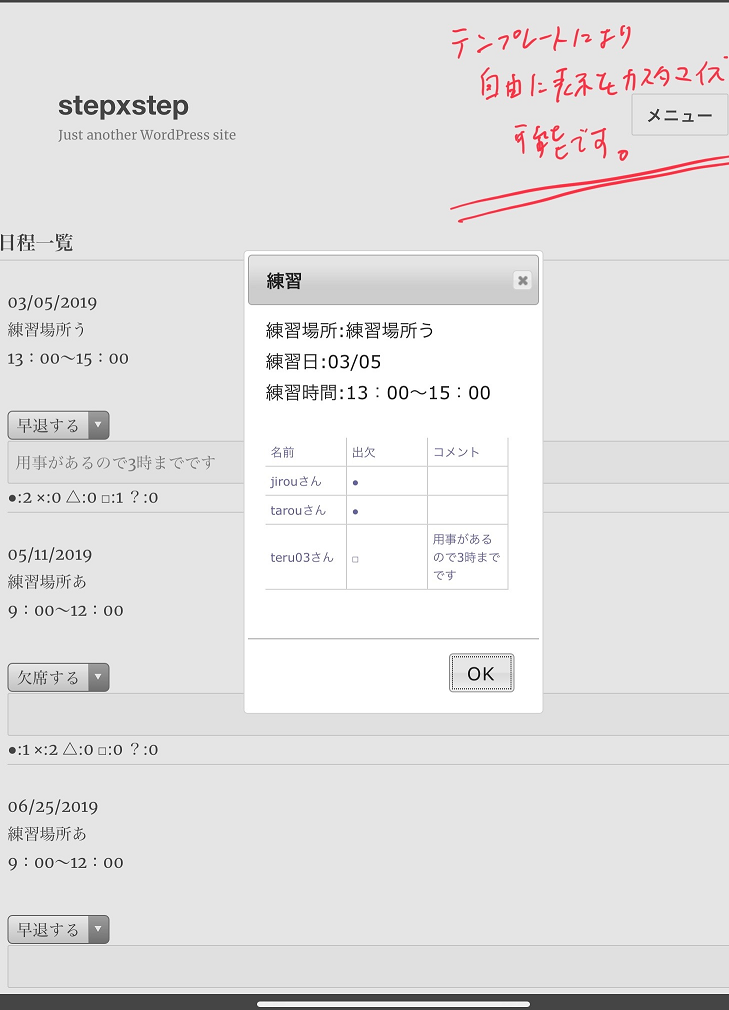 テンプレートにより
自由に表示をカスタマイズ
可能です。
stepxstep
Just another WordPress site
メニュー
日程一覧
03/05/2019
練習場所う
13：00〜15：00
早退する
用事があるので3時までです
●:2 ×:0 △:0 □:1 ？:0
05/11/2019
練習場所あ
9：00〜12：00
欠席する
●:1 ×:2 △:0 □:0 ？:0
06/25/2019
練習場所あ
9：00〜12：00
早退する
練習
練習場所:練習場所う
練習日:03/05
練習時間:13：00〜15：00
名前 出欠 コメント
jirouさん ●
tarouさん ●
teru03さん □ 用事がある
ので3時まで
です
OK